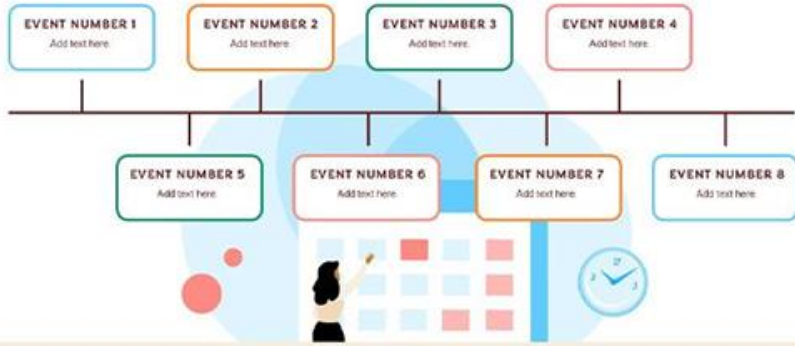 EVENT NUMBER 1
Add text here.
EVENT NUMBER 2
Add text here.
EVENT NUMBER 3
Add text here.
EVENT NUMBER 4
Add text here.
EVENT NUMBER 5
Add text here.
EVENT NUMBER 6
Add text here.
EVENT NUMBER 7
Add text here.
EVENT NUMBER 8
Add text here.
12
3